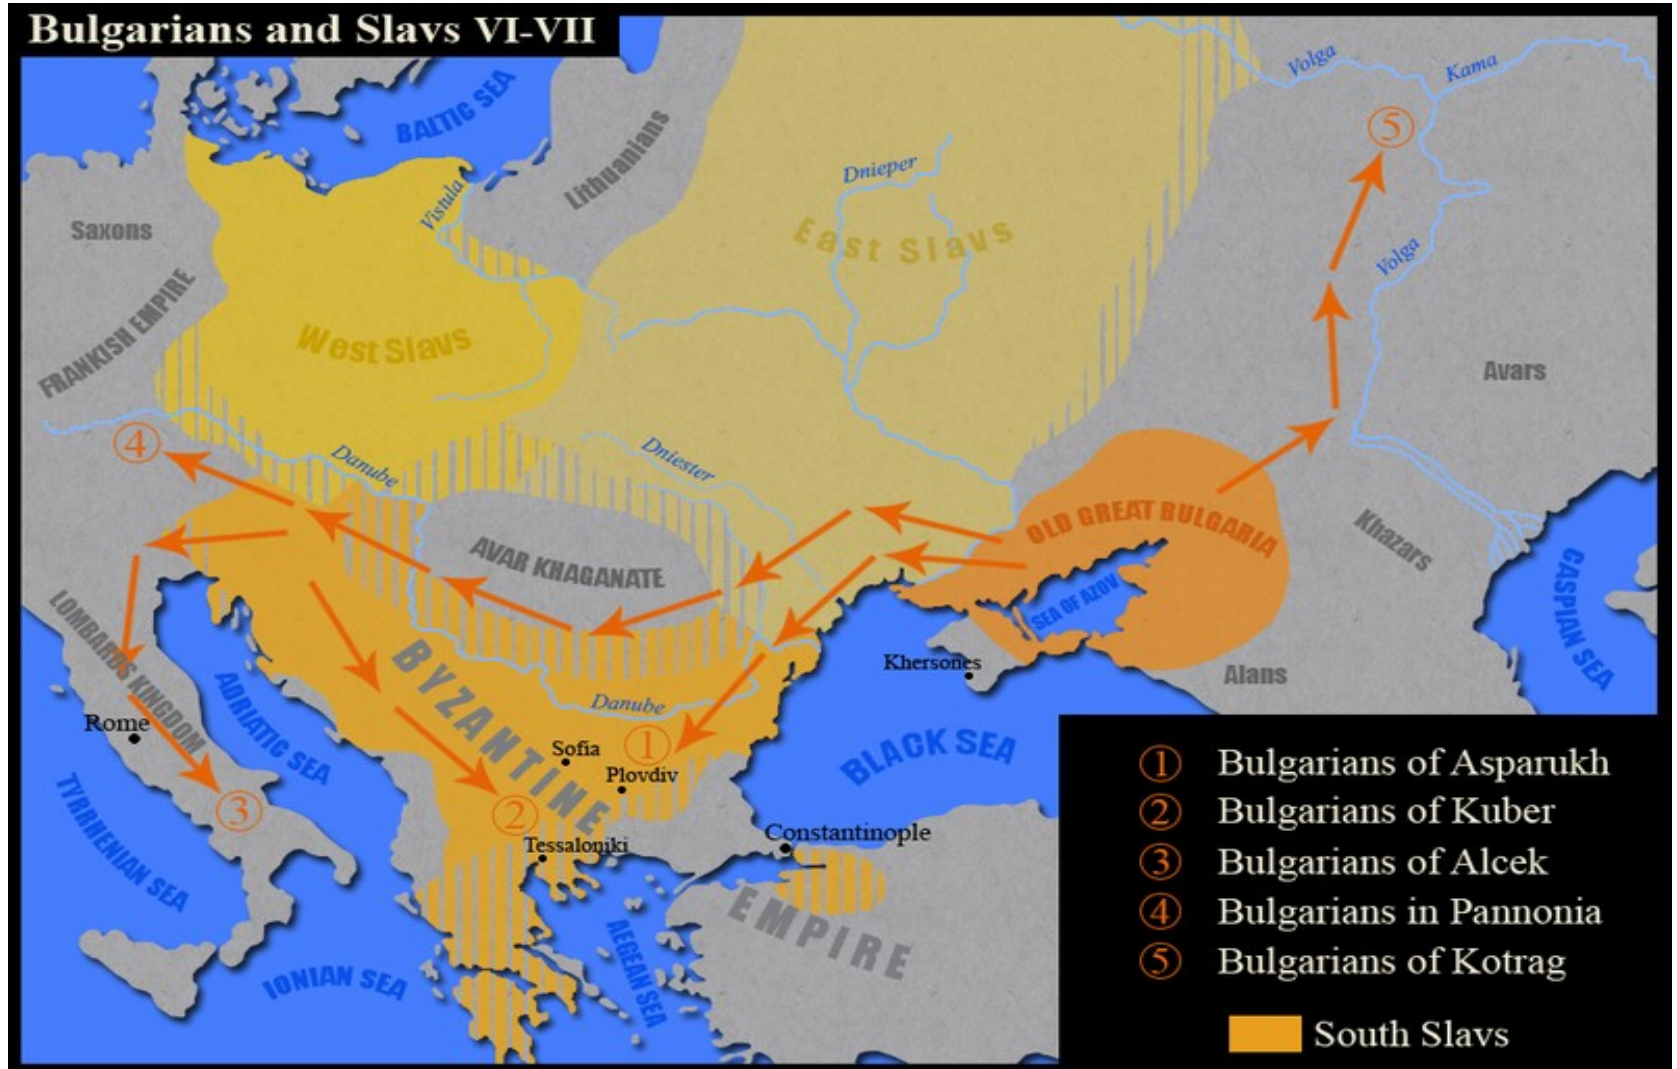 Bulgarians and Slavs VI-VII
BALTIC SEA
Volga
Kama
Lithuanians
Dnieper
5
Vistula
Saxons
East Slavs
Volga
FRANKISH EMPIRE
West Slavs
Avars
4
Danube
Dniester
OLD GREAT BULGARIA
Khazars
AVAR KHAGANATE
CASPIAN SEA
SEA OF AZOV
LOMBARDS KINGDOM
BYZANTINE
Khersones
Alans
ADRIATIC SEA
Danube
Rome
Sofia
1
BLACK SEA
Plovdiv
TYRRHENIAN SEA
3
2
Tessaloniki
Constantinople
EMPIRE
AEGEAN SEA
IONIAN SEA
1 Bulgarians of Asparukh
2 Bulgarians of Kuber
3 Bulgarians of Alcek
4 Bulgarians in Pannonia
5 Bulgarians of Kotrag
South Slavs